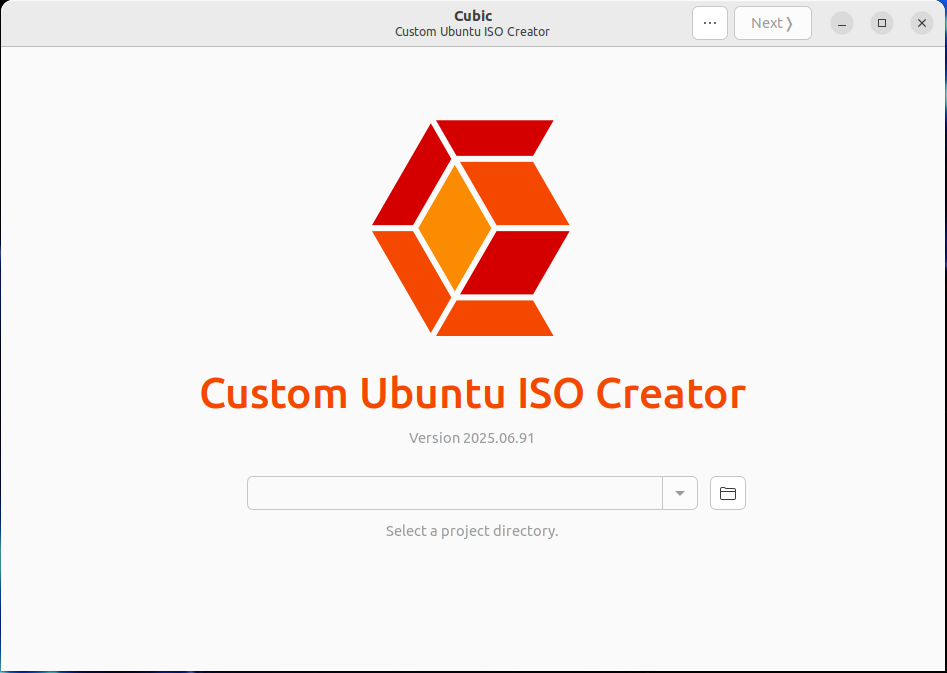 Cubic
Custom Ubuntu ISO Creator
Next ❭
Custom Ubuntu ISO Creator
Version 2025.06.91
Select a project directory.